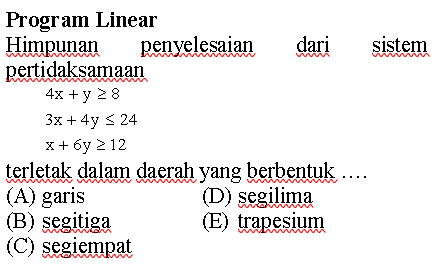 Program Linear
Himpunan penyelesaian dari sistem
pertidaksamaan
4x + y ≥ 8
3x + 4y ≤ 24
x + 6y ≥ 12
terletak dalam daerah yang berbentuk ….
(A) garis (D) segilima
(B) segitiga (E) trapesium
(C) segiempat